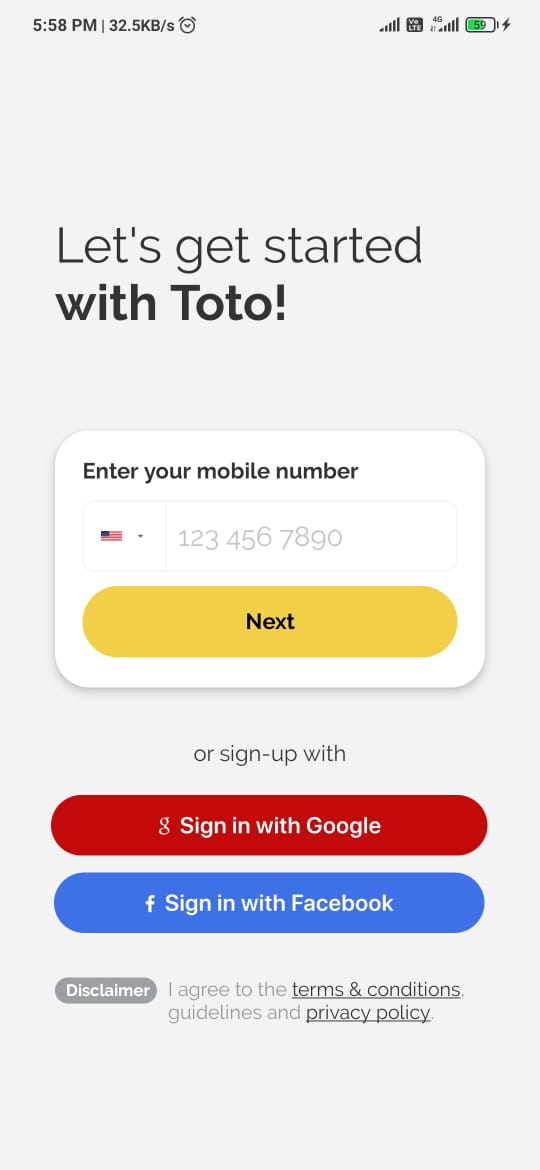 5:58 PM | 32.5KB/s
Vo LTE 4G 59
Let's get started
with Toto!
Enter your mobile number
123 456 7890
Next
or sign-up with
g Sign in with Google
f Sign in with Facebook
Disclaimer I agree to the terms & conditions,
guidelines and privacy policy.